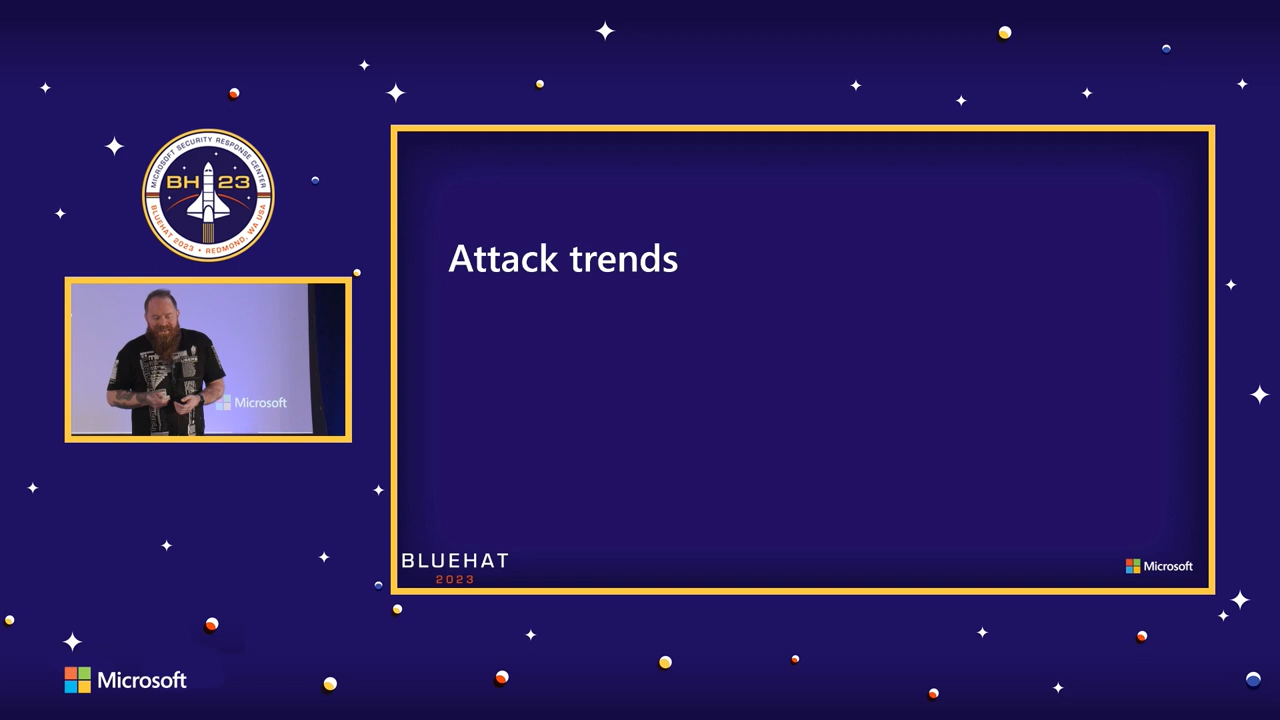 MICROSOFT SECURITY RESPONSE CENTER
BH 23
BLUEHAT 2023 • REDMOND, WA USA
Attack trends
Microsoft
BLUEHAT
2023
Microsoft
Microsoft